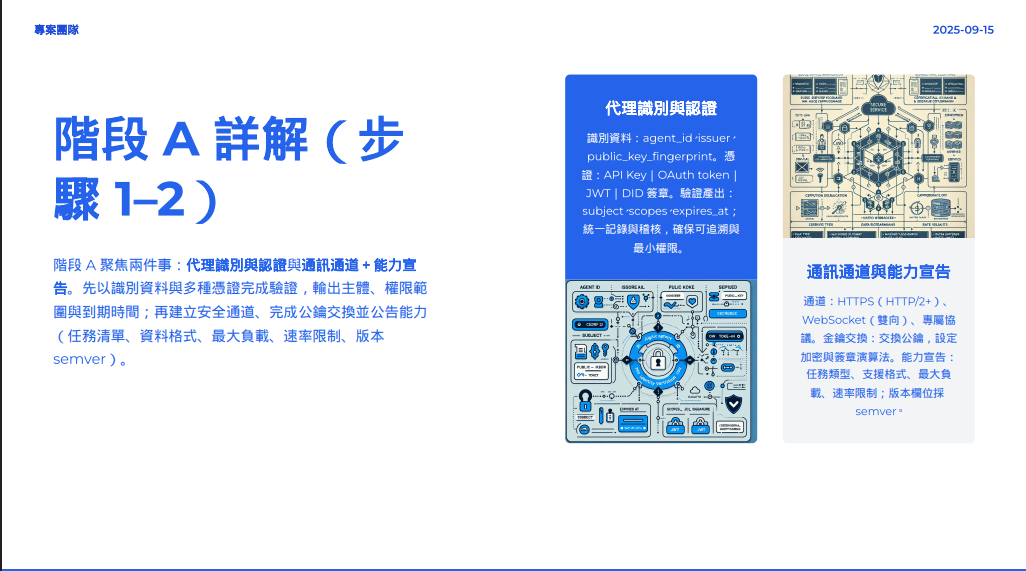 專案團隊
2025-09-15
階段 A 詳解（步
驟 1–2）
階段 A 聚焦兩件事：代理識別與認證與通訊通道 + 能力宣
告。先以識別資料與多種憑證完成驗證，輸出主體、權限範
圍與到期時間；再建立安全通道、完成公鑰交換並公告能力
（任務清單、資料格式、最大負載、速率限制、版本
semver）。
代理識別與認證
識別資料：agent_id、issuer、
public_key_fingerprint。憑
證：API Key | OAuth token |
JWT | DID 簽章。驗證產出：
subject、scopes、expires_at；
統一記錄與稽核，確保可追溯與
最小權限。
AGENT ID
ISSORE AIL
PULIC KOKE
SUBJECT
JWT
JWT
SECURE
SERVICE
通訊通道與能力宣告
通道：HTTPS（HTTP/2+）、
WebSocket（雙向）、專屬協
議。金鑰交換：交換公鑰，設定
加密與簽章演算法。能力宣告：
任務類型、支援格式、最大負
載、速率限制；版本欄位採
semver。